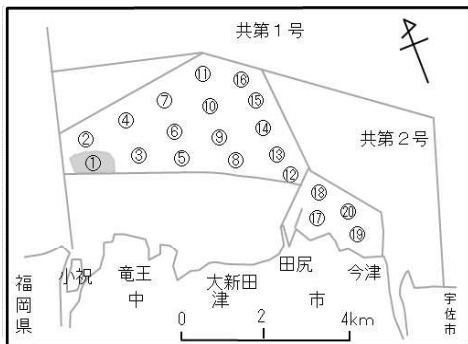 共第1号
⑪
⑯
⑦
⑮
⑩
④
⑭
⑥
⑨
共第2号
②
①
③
⑤
⑧
⑬
⑫
⑱
⑰
⑳
⑲
福岡県
小祝
竜王
大新田
田尻
今津
中
津
市
宇佐市
0 2 4km